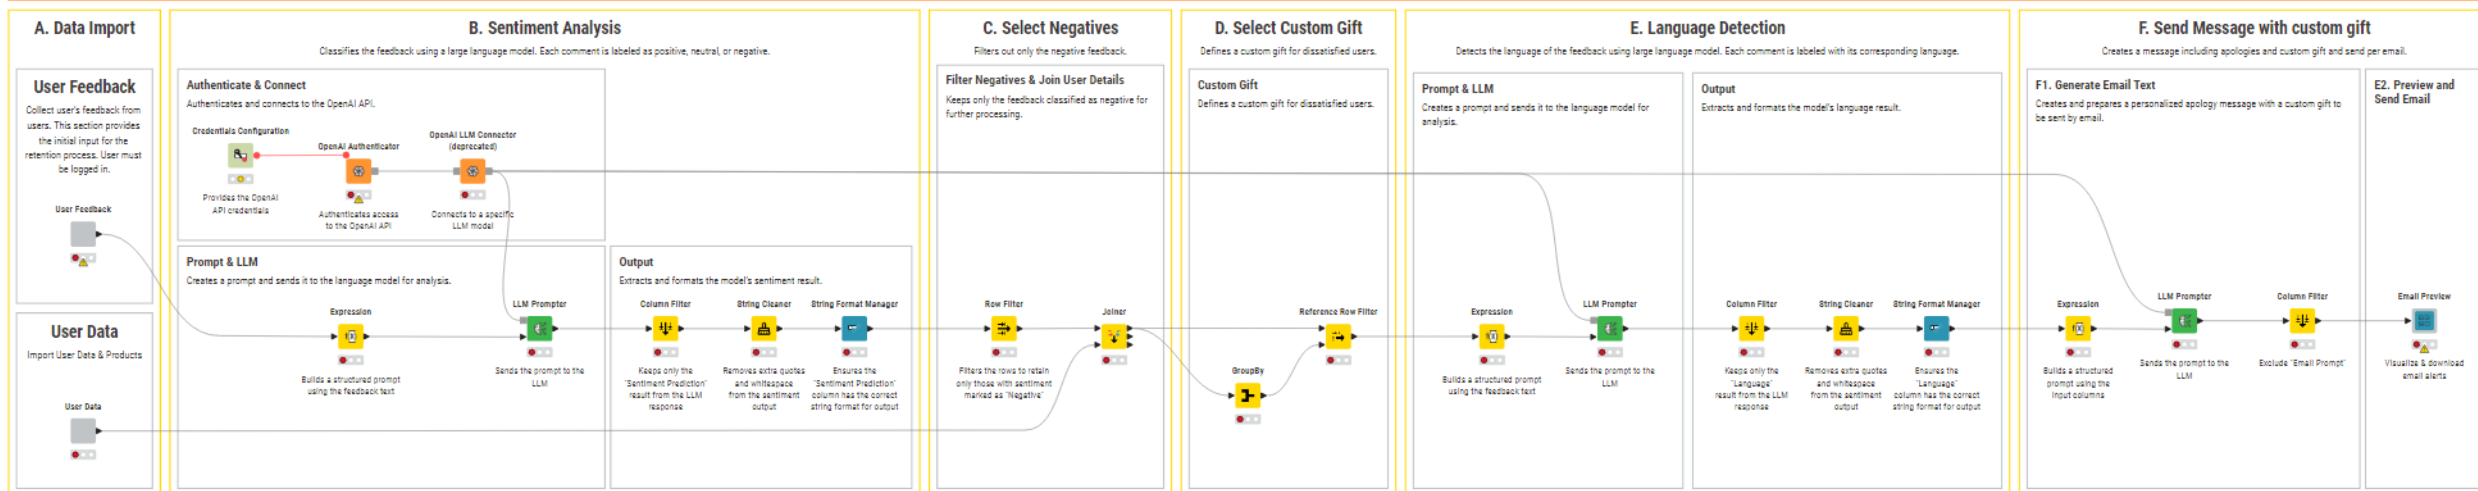 A. Data Import
User Feedback
Collect user's feedback from
users. This section provides
the initial input for the
retention process. User must
be logged in.
User Feedback
User Data
Import User Data & Products
User Data
B. Sentiment Analysis
Classifies the feedback using a large language model. Each comment is labeled as positive, neutral, or negative.
Authenticate & Connect
Authenticates and connects to the OpenAI API.
Credentials Configuration
Provides the OpenAI
API credentials
OpenAI Authenticator
Authenticates access
to the OpenAI API
OpenAI LLM Connector
(deprecated)
Connects to a specific
LLM model
Prompt & LLM
Creates a prompt and sends it to the language model for analysis.
Expression
Builds a structured prompt
using the feedback text
LLM Prompter
Sends the prompt to the
LLM
Output
Extracts and formats the model's sentiment result.
Column Filter
Keeps only the
"Sentiment Prediction"
result from the LLM
response
String Cleaner
Removes extra quotes
and whitespace
from the sentiment
output
String Format Manager
Ensures the
"Sentiment Prediction"
column has the correct
string format for output
C. Select Negatives
Filters out only the negative feedback.
Filter Negatives & Join User Details
Keeps only the feedback classified as negative for
further processing.
Row Filter
Filters the rows to retain
only those with sentiment
marked as "Negative"
Joiner
D. Select Custom Gift
Defines a custom gift for dissatisfied users.
Custom Gift
Defines a custom gift for dissatisfied users.
Reference Row Filter
GroupBy
E. Language Detection
Detects the language of the feedback using large language model. Each comment is labeled with its corresponding language.
Prompt & LLM
Creates a prompt and sends it to the language model for
analysis.
Expression
Builds a structured prompt
using the feedback text
LLM Prompter
Sends the prompt to the
LLM
Output
Extracts and formats the model's language result.
Column Filter
Keeps only the
"Language"
result from the LLM
response
String Cleaner
Removes extra quotes
and whitespace
from the sentiment
output
String Format Manager
Ensures the
"Language"
column has the correct
string format for output
F. Send Message with custom gift
Creates a message including apologies and custom gift and send per email.
F1. Generate Email Text
Creates and prepares a personalized apology message with a custom gift to
be sent by email.
Expression
Builds a structured
prompt using the
input columns
LLM Prompter
Sends the prompt to the
LLM
Column Filter
Exclude "Email Prompt"
E2. Preview and
Send Email
Email Preview
Visualize & download
email alerts